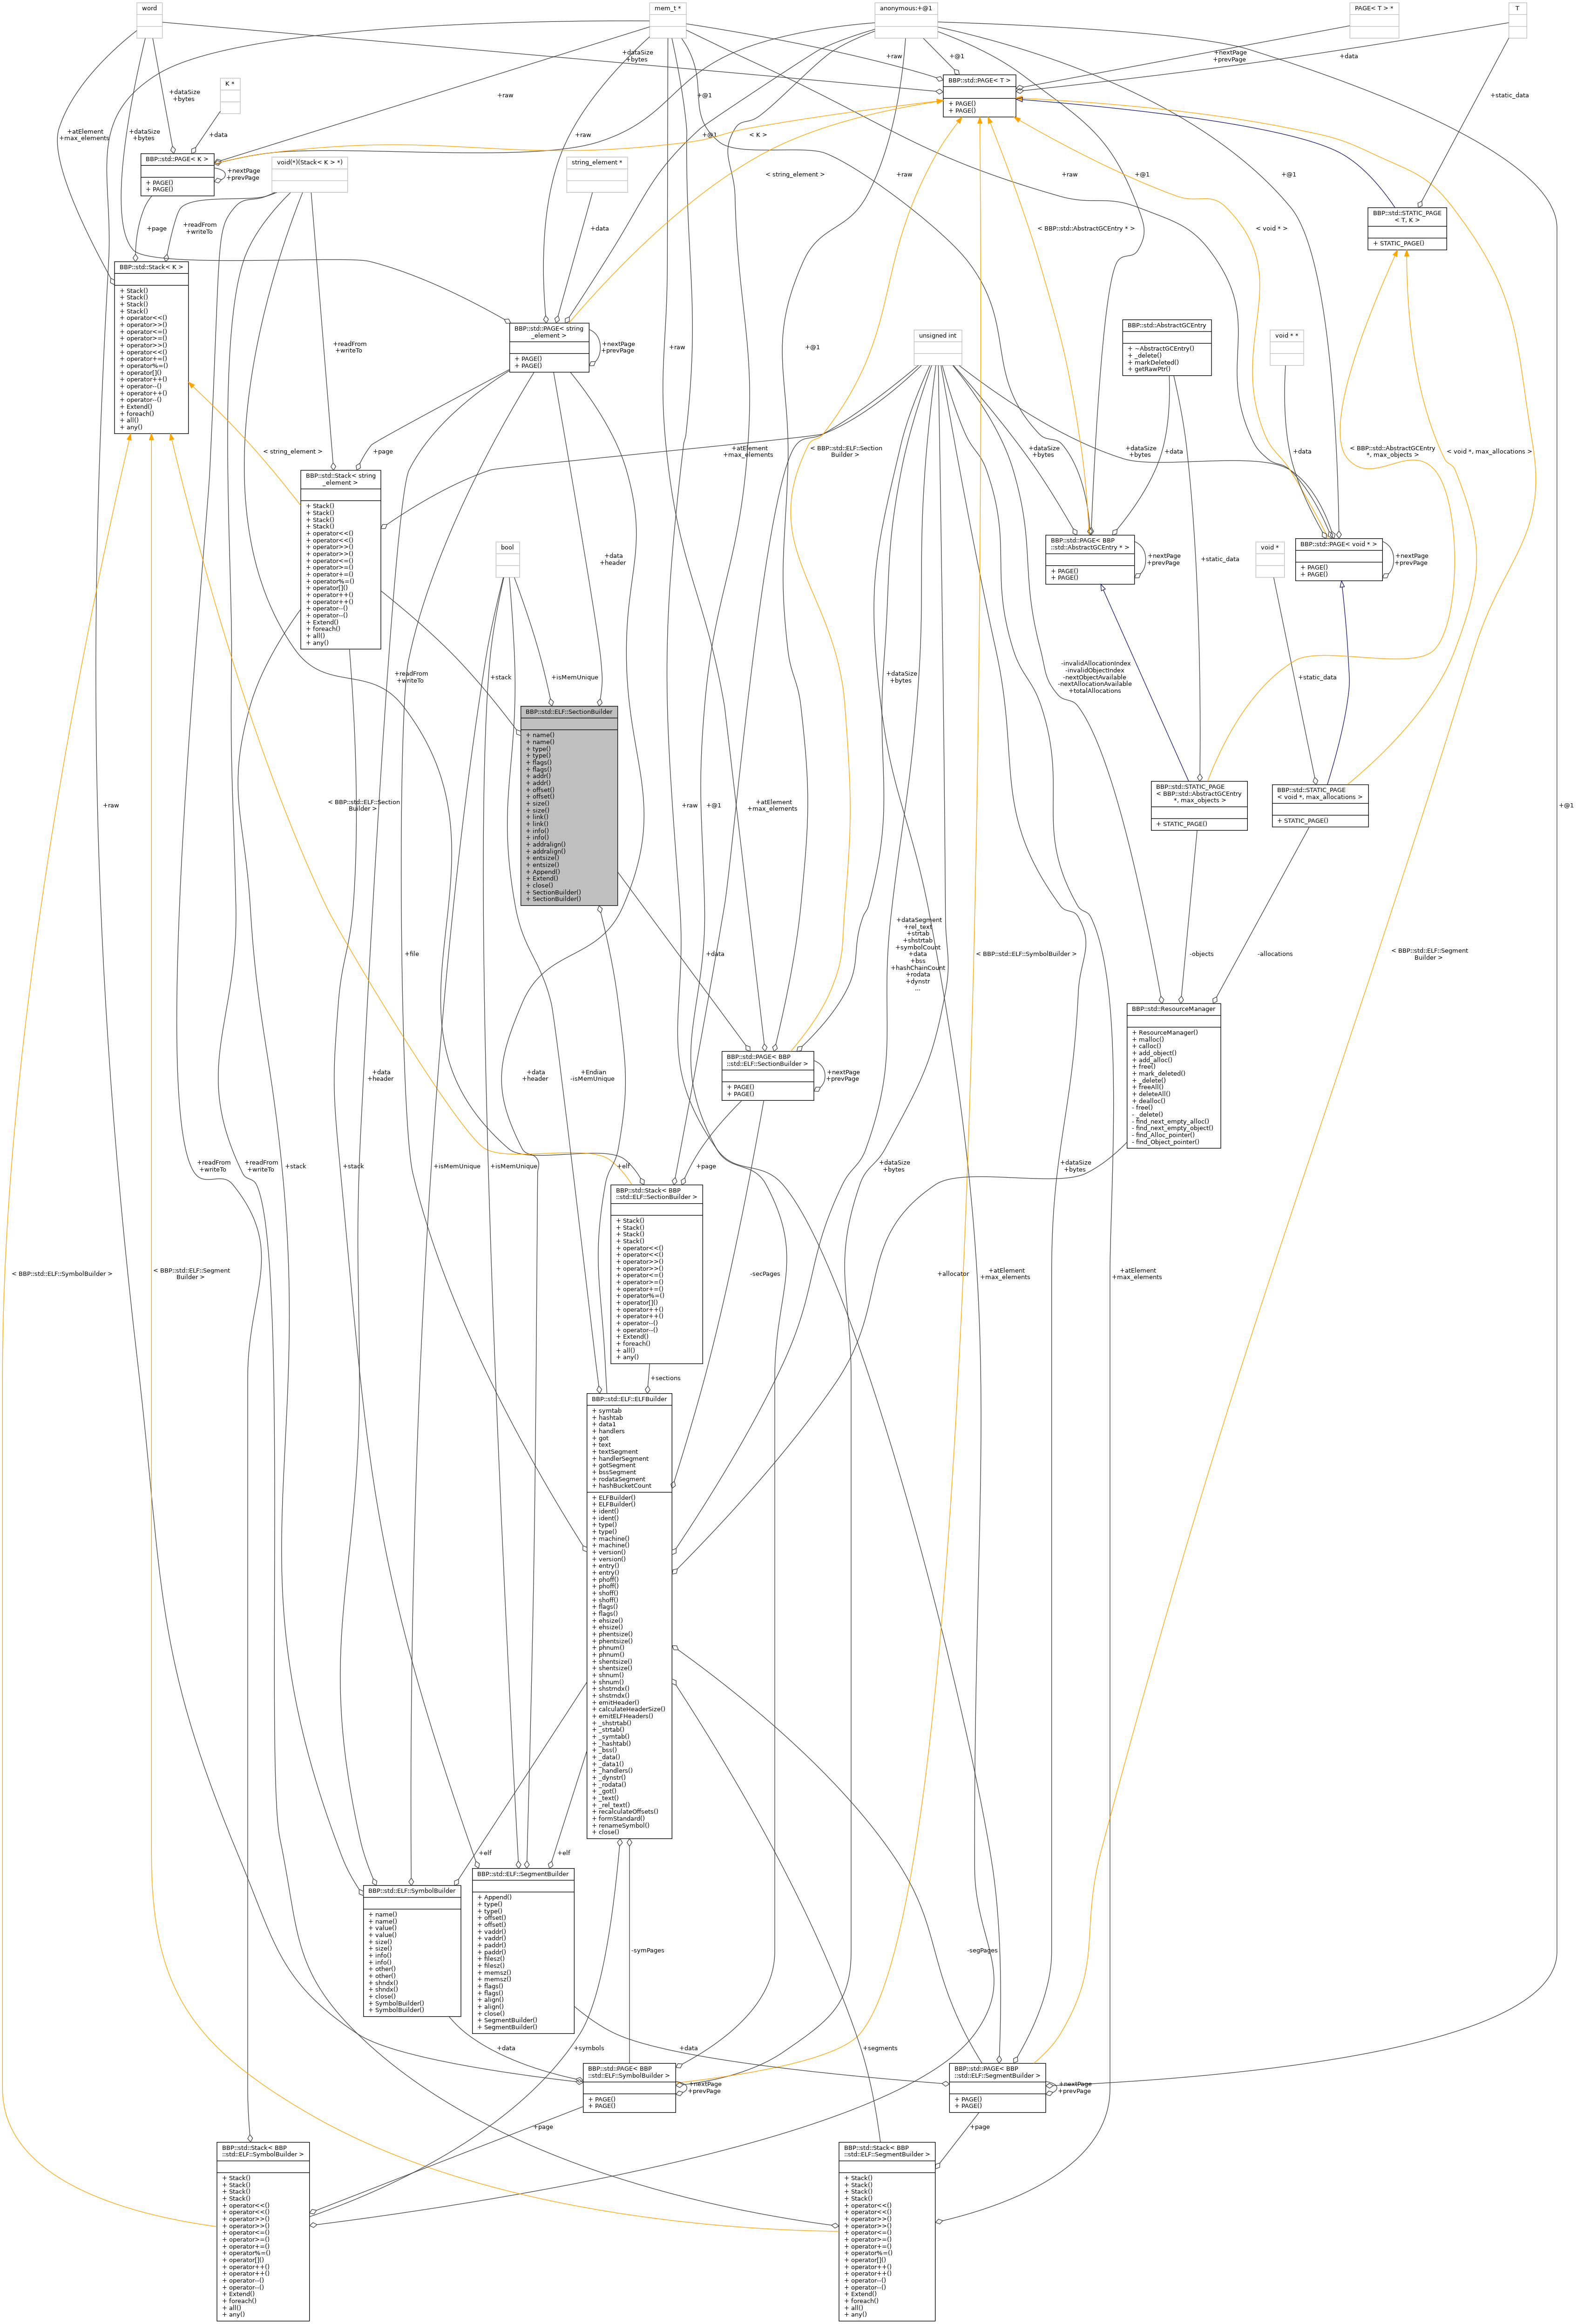 word
mem_t *
anonymous:+@1
PAGE< T > *
T
+dataSize
+bytes
+raw
+@1
+nextPage
+prevPage
+data
BBP::std::PAGE< T >
+ PAGE()
+ PAGE()
K *
+dataSize
+bytes
+raw
+@1
+static_data
+atElement
+max_elements
+dataSize
+bytes
+data
+@1
< K >
BBP::std::PAGE< K >
+ PAGE()
+ PAGE()
+nextPage
+prevPage
void(*)(Stack< K > *)
string_element *
+raw
< string_element >
+raw
+raw
+@1
+@1
BBP::std::STATIC_PAGE
< T, K >
+ STATIC_PAGE()
+page
+readFrom
+writeTo
+data
< BBP::std::AbstractGCEntry * >
< void * >
BBP::std::Stack< K >
+ Stack()
+ Stack()
+ Stack()
+ Stack()
+ operator<<()
+ operator>>()
+ operator<=()
+ operator>=()
+ operator>>()
+ operator<<()
+ operator+=()
+ operator%=()
+ operator[]()
+ operator++()
+ operator--()
+ operator++()
+ operator--()
+ Extend()
+ foreach()
+ all()
+ any()
+readFrom
+writeTo
BBP::std::PAGE< string
_element >
+ PAGE()
+ PAGE()
+nextPage
+prevPage
+raw
+@1
unsigned int
BBP::std::AbstractGCEntry
+ ~AbstractGCEntry()
+ _delete()
+ markDeleted()
+ getRawPtr()
void * *
< string_element >
+page
+atElement
+max_elements
< BBP::std::ELF::Section
Builder >
+dataSize
+bytes
+data
+dataSize
+bytes
+data
< BBP::std::AbstractGCEntry
*, max_objects >
< void *, max_allocations >
BBP::std::Stack< string
_element >
+ Stack()
+ Stack()
+ Stack()
+ Stack()
+ operator<<()
+ operator<<()
+ operator>>()
+ operator>>()
+ operator<=()
+ operator>=()
+ operator+=()
+ operator%=()
+ operator[]()
+ operator++()
+ operator++()
+ operator--()
+ operator--()
+ Extend()
+ foreach()
+ all()
+ any()
bool
+data
+header
BBP::std::PAGE< BBP
::std::AbstractGCEntry * >
+ PAGE()
+ PAGE()
+nextPage
+prevPage
+static_data
void *
BBP::std::PAGE< void * >
+ PAGE()
+ PAGE()
+nextPage
+prevPage
+readFrom
+writeTo
+stack
+isMemUnique
+dataSize
+bytes
-invalidAllocationIndex
-invalidObjectIndex
-nextObjectAvailable
-nextAllocationAvailable
+totalAllocations
+static_data
BBP::std::ELF::SectionBuilder
+ name()
+ name()
+ type()
+ type()
+ flags()
+ flags()
+ addr()
+ addr()
+ offset()
+ offset()
+ size()
+ size()
+ link()
+ link()
+ info()
+ info()
+ addralign()
+ addralign()
+ entsize()
+ entsize()
+ Append()
+ Extend()
+ close()
+ SectionBuilder()
+ SectionBuilder()
+raw
< BBP::std::ELF::Section
Builder >
+raw
+@1
+atElement
+max_elements
BBP::std::STATIC_PAGE
< BBP::std::AbstractGCEntry
*, max_objects >
+ STATIC_PAGE()
BBP::std::STATIC_PAGE
< void *, max_allocations >
+ STATIC_PAGE()
+@1
+file
+data
+dataSegment
+rel_text
+strtab
+shstrtab
+symbolCount
+data
+bss
+hashChainCount
+rodata
+dynstr
...
< BBP::std::ELF::SymbolBuilder >
-objects
-allocations
< BBP::std::ELF::Segment
Builder >
BBP::std::ResourceManager
+ ResourceManager()
+ malloc()
+ calloc()
+ add_object()
+ add_alloc()
+ free()
+ mark_deleted()
+ _delete()
+ freeAll()
+ deleteAll()
+ dealloc()
- free()
- _delete()
- find_next_empty_alloc()
- find_next_empty_object()
- find_Alloc_pointer()
- find_Object_pointer()
+data
+header
+data
+header
+Endian
-isMemUnique
BBP::std::PAGE< BBP
::std::ELF::SectionBuilder >
+ PAGE()
+ PAGE()
+nextPage
+prevPage
+readFrom
+writeTo
+readFrom
+writeTo
+stack
+stack
+isMemUnique
+isMemUnique
+elf
+page
+dataSize
+bytes
+dataSize
+bytes
BBP::std::Stack< BBP
::std::ELF::SectionBuilder >
+ Stack()
+ Stack()
+ Stack()
+ Stack()
+ operator<<()
+ operator<<()
+ operator>>()
+ operator>>()
+ operator<=()
+ operator>=()
+ operator+=()
+ operator%=()
+ operator[]()
+ operator++()
+ operator++()
+ operator--()
+ operator--()
+ Extend()
+ foreach()
+ all()
+ any()
< BBP::std::ELF::SymbolBuilder >
< BBP::std::ELF::Segment
Builder >
-secPages
+allocator
+atElement
+max_elements
+atElement
+max_elements
+sections
BBP::std::ELF::ELFBuilder
+ symtab
+ hashtab
+ data1
+ handlers
+ got
+ text
+ textSegment
+ handlerSegment
+ gotSegment
+ bssSegment
+ rodataSegment
+ hashBucketCount
+ ELFBuilder()
+ ELFBuilder()
+ ident()
+ ident()
+ type()
+ type()
+ machine()
+ machine()
+ version()
+ version()
+ entry()
+ entry()
+ phoff()
+ phoff()
+ shoff()
+ shoff()
+ flags()
+ flags()
+ ehsize()
+ ehsize()
+ phentsize()
+ phentsize()
+ phnum()
+ phnum()
+ shentsize()
+ shentsize()
+ shnum()
+ shnum()
+ shstrndx()
+ shstrndx()
+ emitHeader()
+ calculateHeaderSize()
+ emitELFHeaders()
+ _shstrtab()
+ _strtab()
+ _symtab()
+ _hashtab()
+ _bss()
+ _data()
+ _data1()
+ _handlers()
+ _dynstr()
+ _rodata()
+ _got()
+ _text()
+ _rel_text()
+ recalculateOffsets()
+ formStandard()
+ renameSymbol()
+ close()
+elf
+elf
BBP::std::ELF::SymbolBuilder
+ name()
+ name()
+ value()
+ value()
+ size()
+ size()
+ info()
+ info()
+ other()
+ other()
+ shndx()
+ shndx()
+ close()
+ SymbolBuilder()
+ SymbolBuilder()
BBP::std::ELF::SegmentBuilder
+ Append()
+ type()
+ type()
+ offset()
+ offset()
+ vaddr()
+ vaddr()
+ paddr()
+ paddr()
+ filesz()
+ filesz()
+ memsz()
+ memsz()
+ flags()
+ flags()
+ align()
+ align()
+ close()
+ SegmentBuilder()
+ SegmentBuilder()
-symPages
-segPages
+data
+symbols
+data
+segments
BBP::std::PAGE< BBP
::std::ELF::SymbolBuilder >
+ PAGE()
+ PAGE()
+nextPage
+prevPage
BBP::std::PAGE< BBP
::std::ELF::SegmentBuilder >
+ PAGE()
+ PAGE()
+nextPage
+prevPage
+page
+page
BBP::std::Stack< BBP
::std::ELF::SymbolBuilder >
+ Stack()
+ Stack()
+ Stack()
+ Stack()
+ operator<<()
+ operator<<()
+ operator>>()
+ operator>>()
+ operator<=()
+ operator>=()
+ operator+=()
+ operator%=()
+ operator[]()
+ operator++()
+ operator++()
+ operator--()
+ operator--()
+ Extend()
+ foreach()
+ all()
+ any()
BBP::std::Stack< BBP
::std::ELF::SegmentBuilder >
+ Stack()
+ Stack()
+ Stack()
+ Stack()
+ operator<<()
+ operator<<()
+ operator>>()
+ operator>>()
+ operator<=()
+ operator>=()
+ operator+=()
+ operator%=()
+ operator[]()
+ operator++()
+ operator++()
+ operator--()
+ operator--()
+ Extend()
+ foreach()
+ all()
+ any()